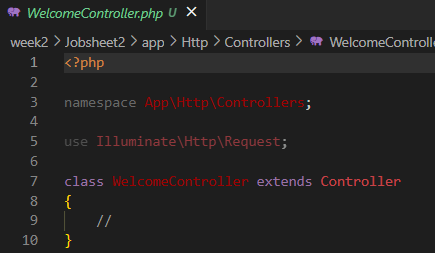 WelcomeController.php U ×
week2 > Jobsheet2 > app > Http > Controllers > WelcomeControlle
1 <?php
2
3 namespace App\Http\Controllers;
4
5 use Illuminate\Http\Request;
6
7 class WelcomeController extends Controller
8 {
9     //
10 }